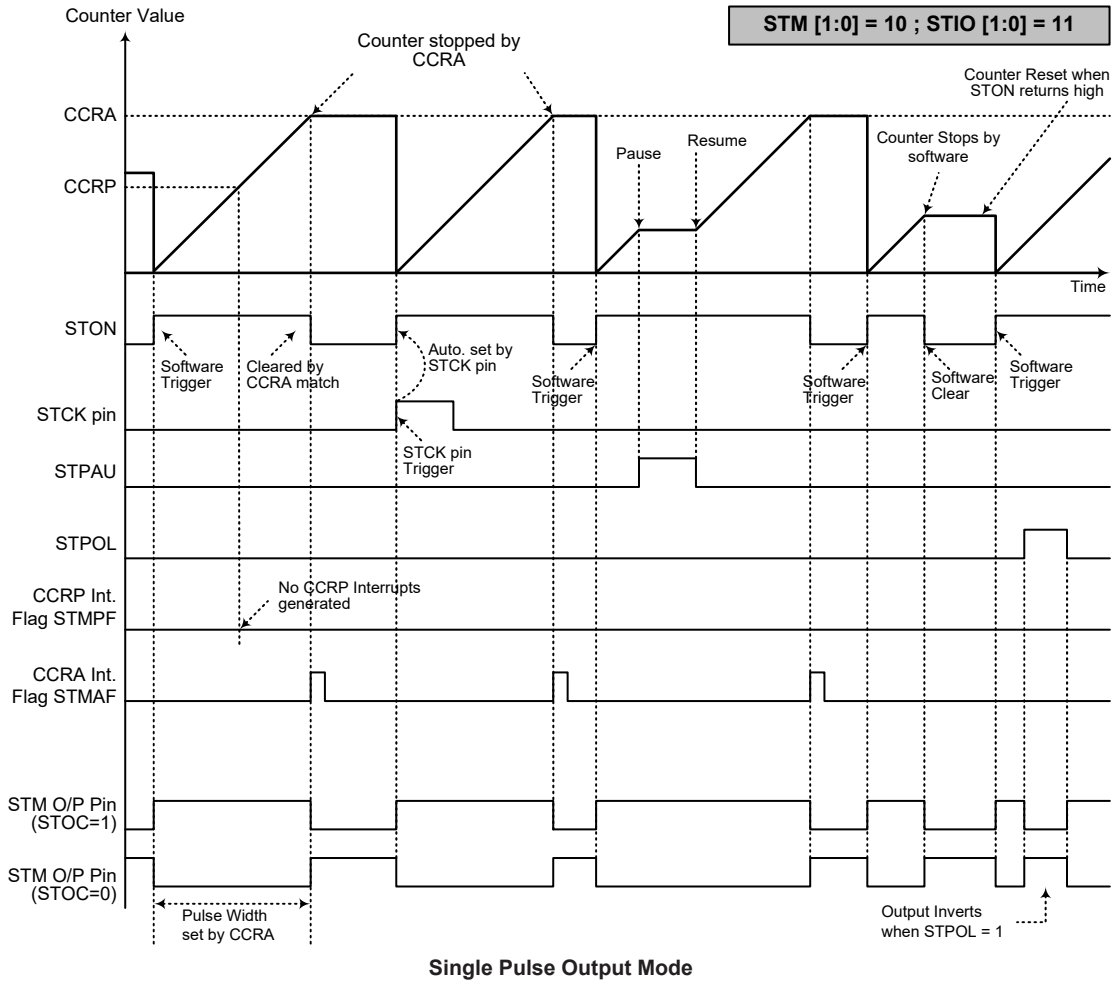 Counter Value
STM [1:0] = 10 ; STIO [1:0] = 11
Counter stopped by
CCRA
Counter Reset when
STON returns high
CCRA
Counter Stops by
software
Pause
Resume
CCRP
Time
STON
Software
Trigger
Cleared by
CCRA match
Auto. set by
STCK pin
Software
Trigger
Software
Trigger
Software
Clear
Software
Trigger
STCK pin
STCK pin
Trigger
STPAU
STPOL
CCRP Int.
Flag STMPF
No CCRP Interrupts
generated
CCRA Int.
Flag STMAF
STM O/P Pin
(STOC=1)
STM O/P Pin
(STOC=0)
Pulse Width
set by CCRA
Output Inverts
when STPOL = 1
Single Pulse Output Mode